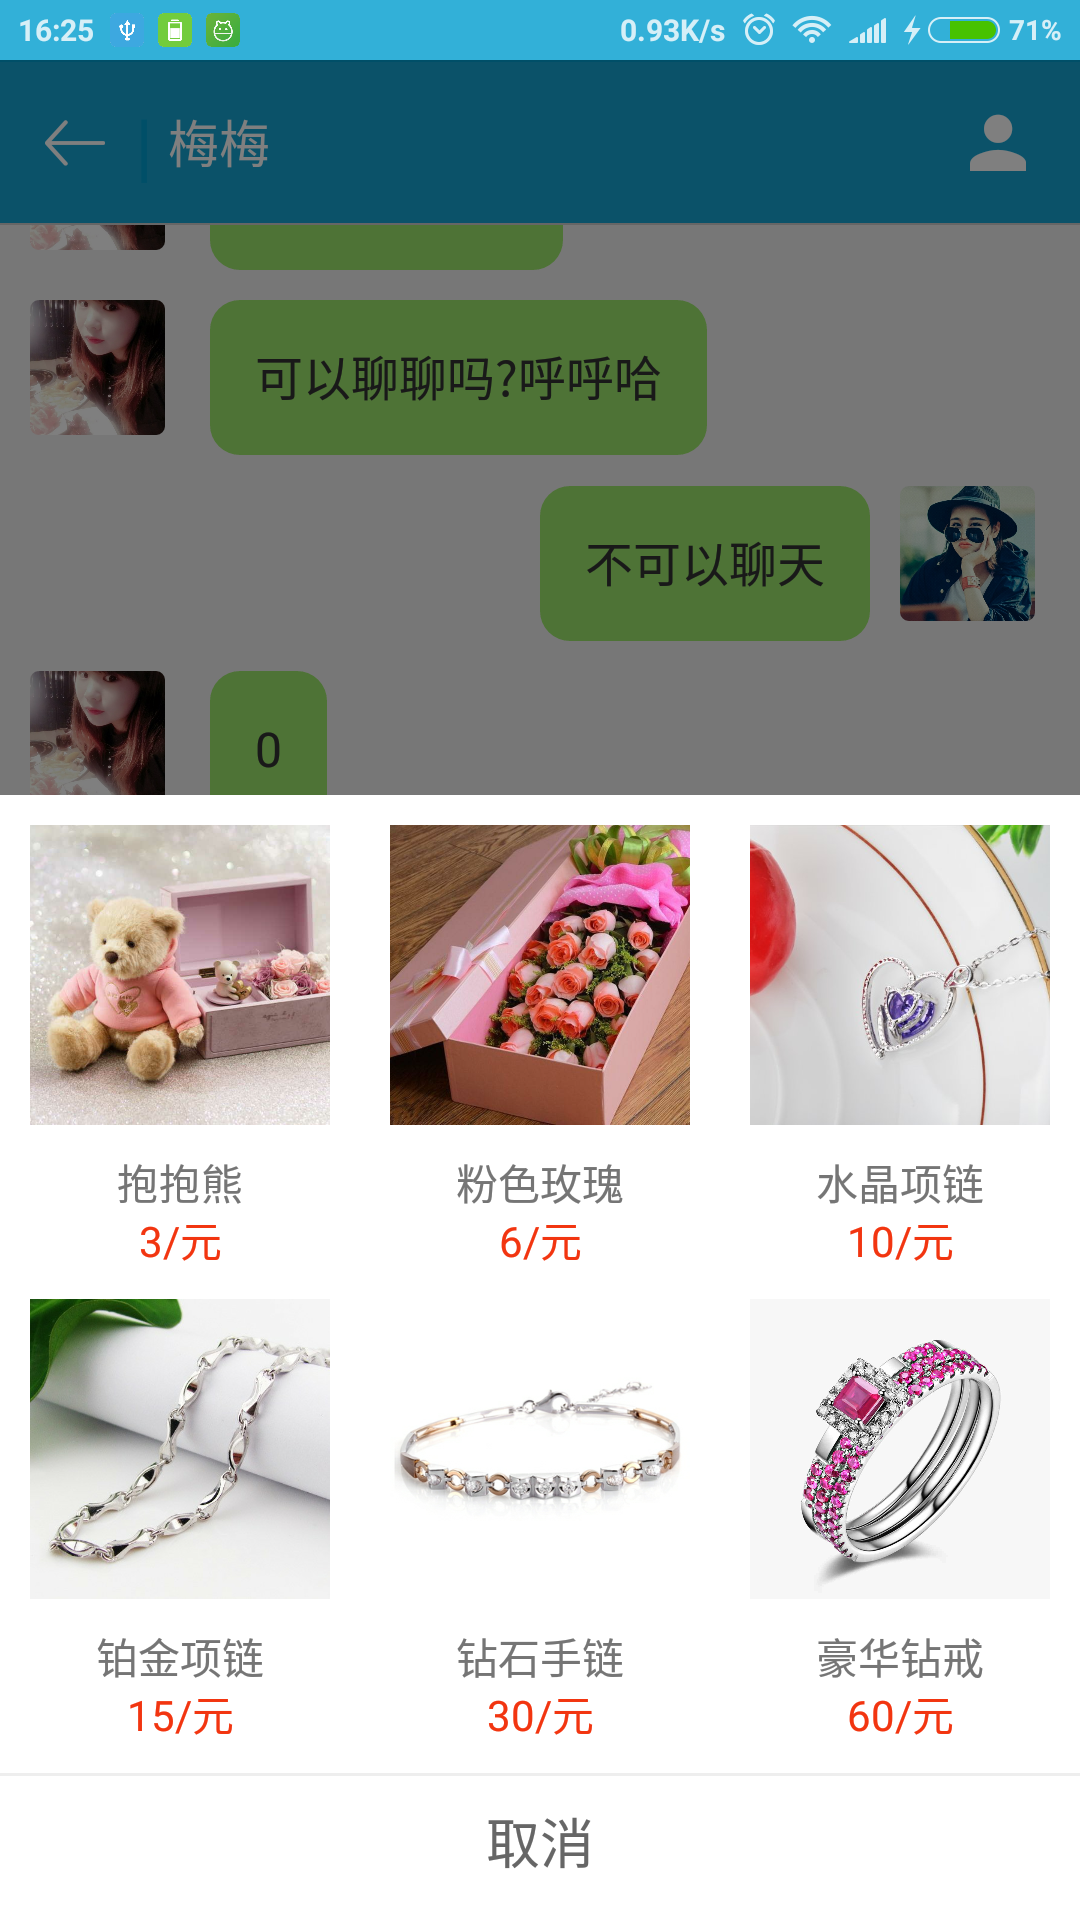 16:25 0.93K/s 71%
梅梅
可以聊聊吗?呼呼哈
不可以聊天
0
抱抱熊 粉色玫瑰 水晶项链
3/元 6/元 10/元
铂金项链 钻石手链 豪华钻戒
15/元 30/元 60/元
取消